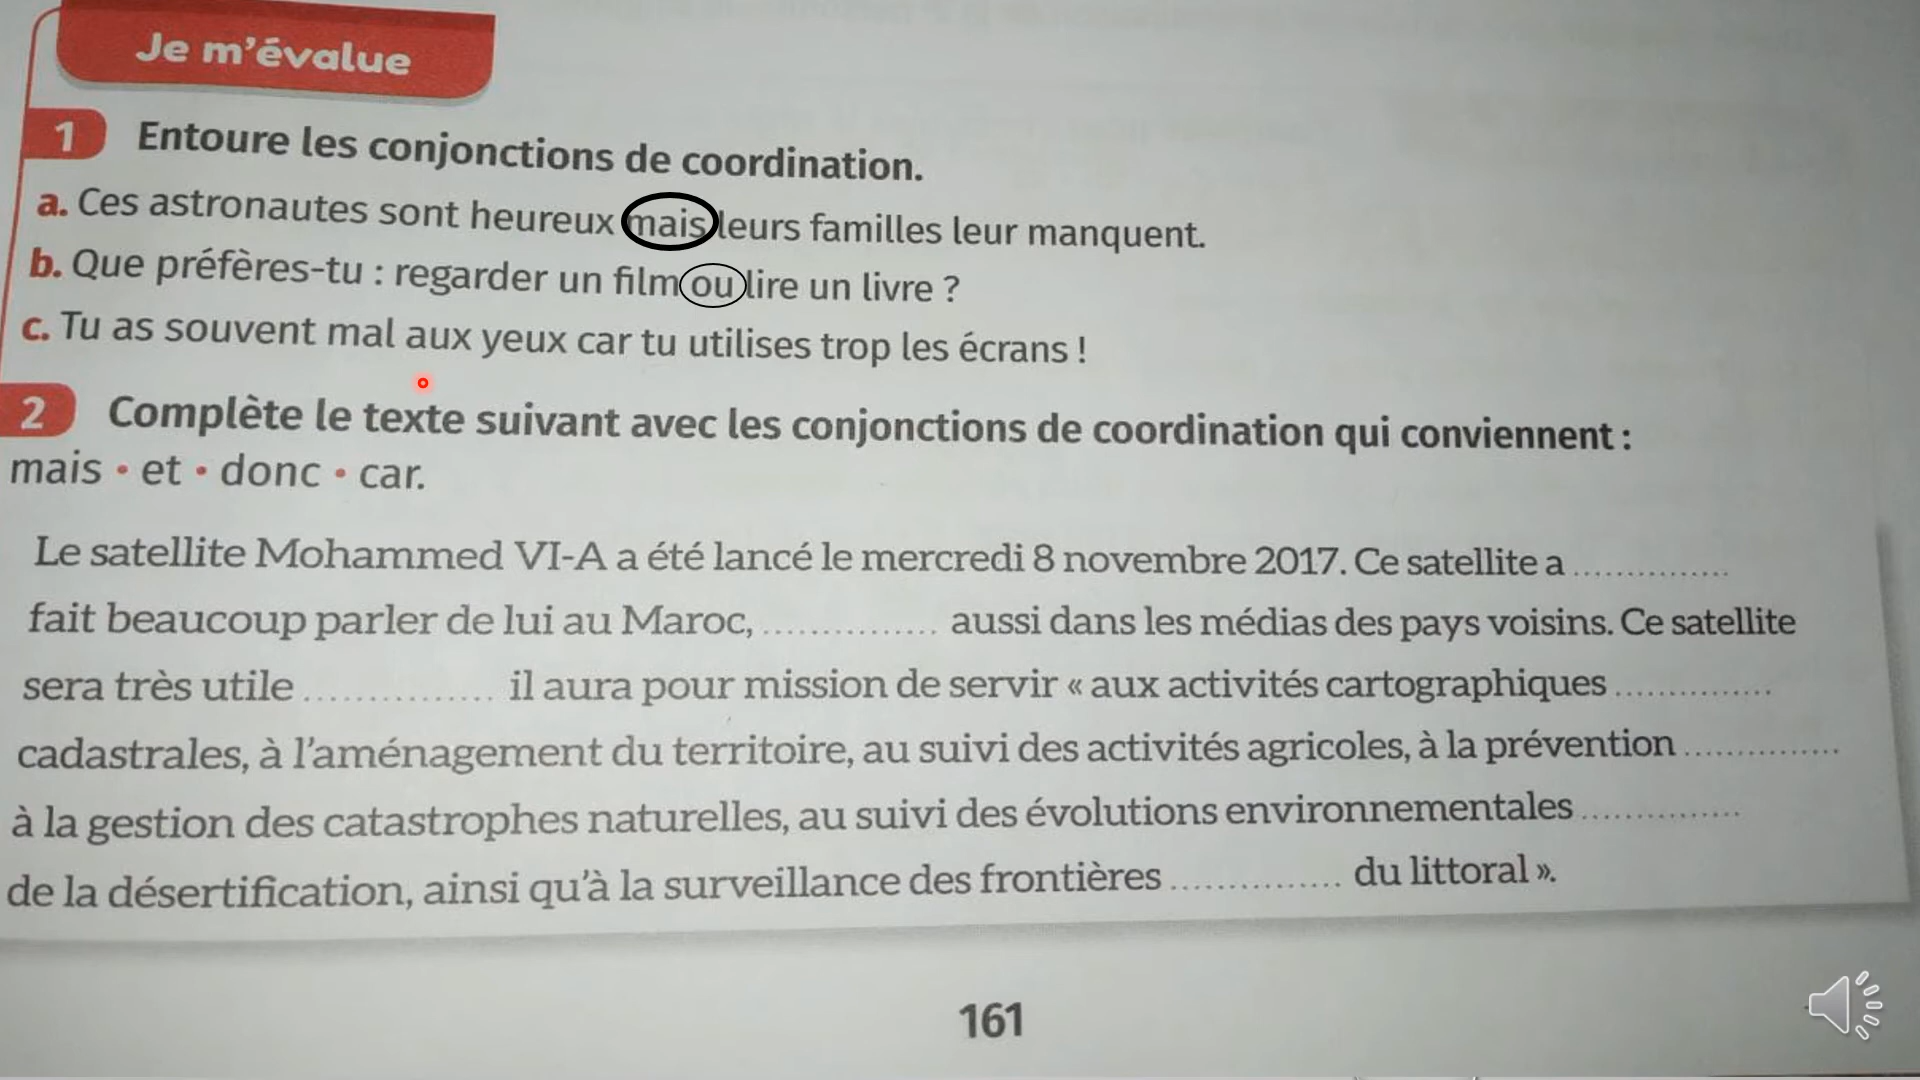 Je m'évalue
1 Entoure les conjonctions de coordination.
a. Ces astronautes sont heureux mais leurs familles leur manquent.
b. Que préfères-tu : regarder un film ou lire un livre ?
c. Tu as souvent mal aux yeux car tu utilises trop les écrans !
2 Complète le texte suivant avec les conjonctions de coordination qui conviennent :
mais • et • donc • car.
Le satellite Mohammed VI-A a été lancé le mercredi 8 novembre 2017. Ce satellite a ...............
fait beaucoup parler de lui au Maroc, ............... aussi dans les médias des pays voisins. Ce satellite
sera très utile ............... il aura pour mission de servir « aux activités cartographiques ...............
cadastrales, à l'aménagement du territoire, au suivi des activités agricoles, à la prévention ...............
à la gestion des catastrophes naturelles, au suivi des évolutions environnementales ...............
de la désertification, ainsi qu'à la surveillance des frontières ............... du littoral ».
161